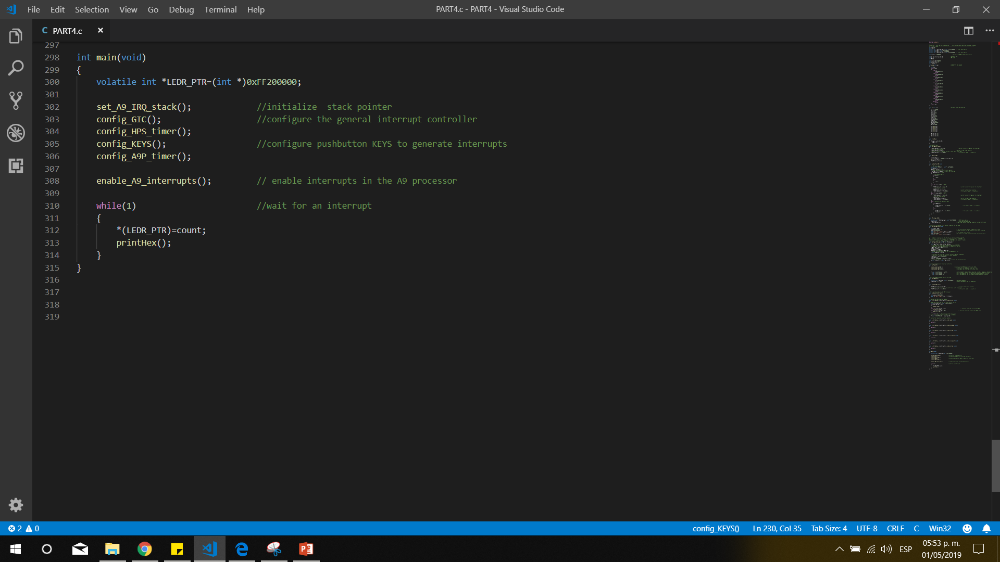 File Edit Selection View Go Debug Terminal Help
PART4.c - PART4 - Visual Studio Code
C PART4.c
297
298 int main(void)
299 {
300 volatile int *LEDR_PTR=(int *)0xFF200000;
301
302 set_A9_IRQ_stack(); //initialize  stack pointer
303 config_GIC(); //configure the general interrupt controller
304 config_HPS_timer();
305 config_KEYS(); //configure pushbutton KEYS to generate interrupts
306 config_A9P_timer();
307
308 enable_A9_interrupts(); // enable interrupts in the A9 processor
309
310 while(1) //wait for an interrupt
311 {
312 *(LEDR_PTR)=count;
313 printHex();
314 }
315 }
316
317
318
319
2 0
config_KEYS() Ln 230, Col 35 Tab Size: 4 UTF-8 CRLF C Win32
ESP
05:53 p. m.
01/05/2019